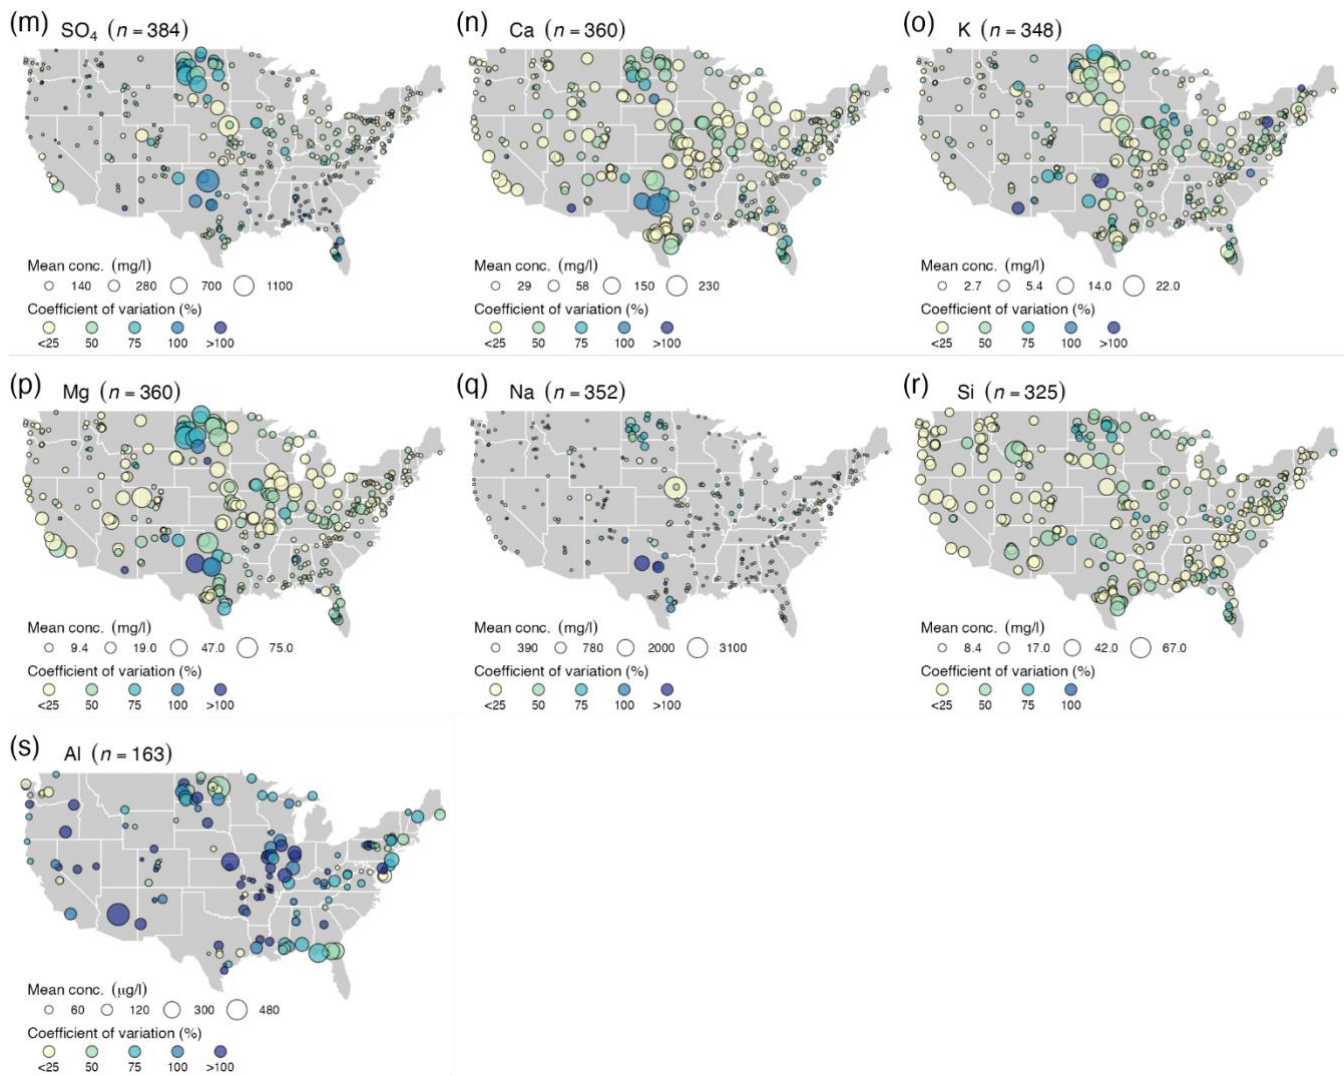 (m) SO₄ (n = 384)
Mean conc. (mg/l)
140 280 700 1100
Coefficient of variation (%)
<25 50 75 100 >100
(n) Ca (n = 360)
Mean conc. (mg/l)
29 58 150 230
Coefficient of variation (%)
<25 50 75 100 >100
(o) K (n = 348)
Mean conc. (mg/l)
2.7 5.4 14.0 22.0
Coefficient of variation (%)
<25 50 75 100 >100
(p) Mg (n = 360)
Mean conc. (mg/l)
9.4 19.0 47.0 75.0
Coefficient of variation (%)
<25 50 75 100 >100
(q) Na (n = 352)
Mean conc. (mg/l)
390 780 2000 3100
Coefficient of variation (%)
<25 50 75 100 >100
(r) Si (n = 325)
Mean conc. (mg/l)
8.4 17.0 42.0 67.0
Coefficient of variation (%)
<25 50 75 100
(s) Al (n = 163)
Mean conc. (μg/l)
60 120 300 480
Coefficient of variation (%)
<25 50 75 100 >100